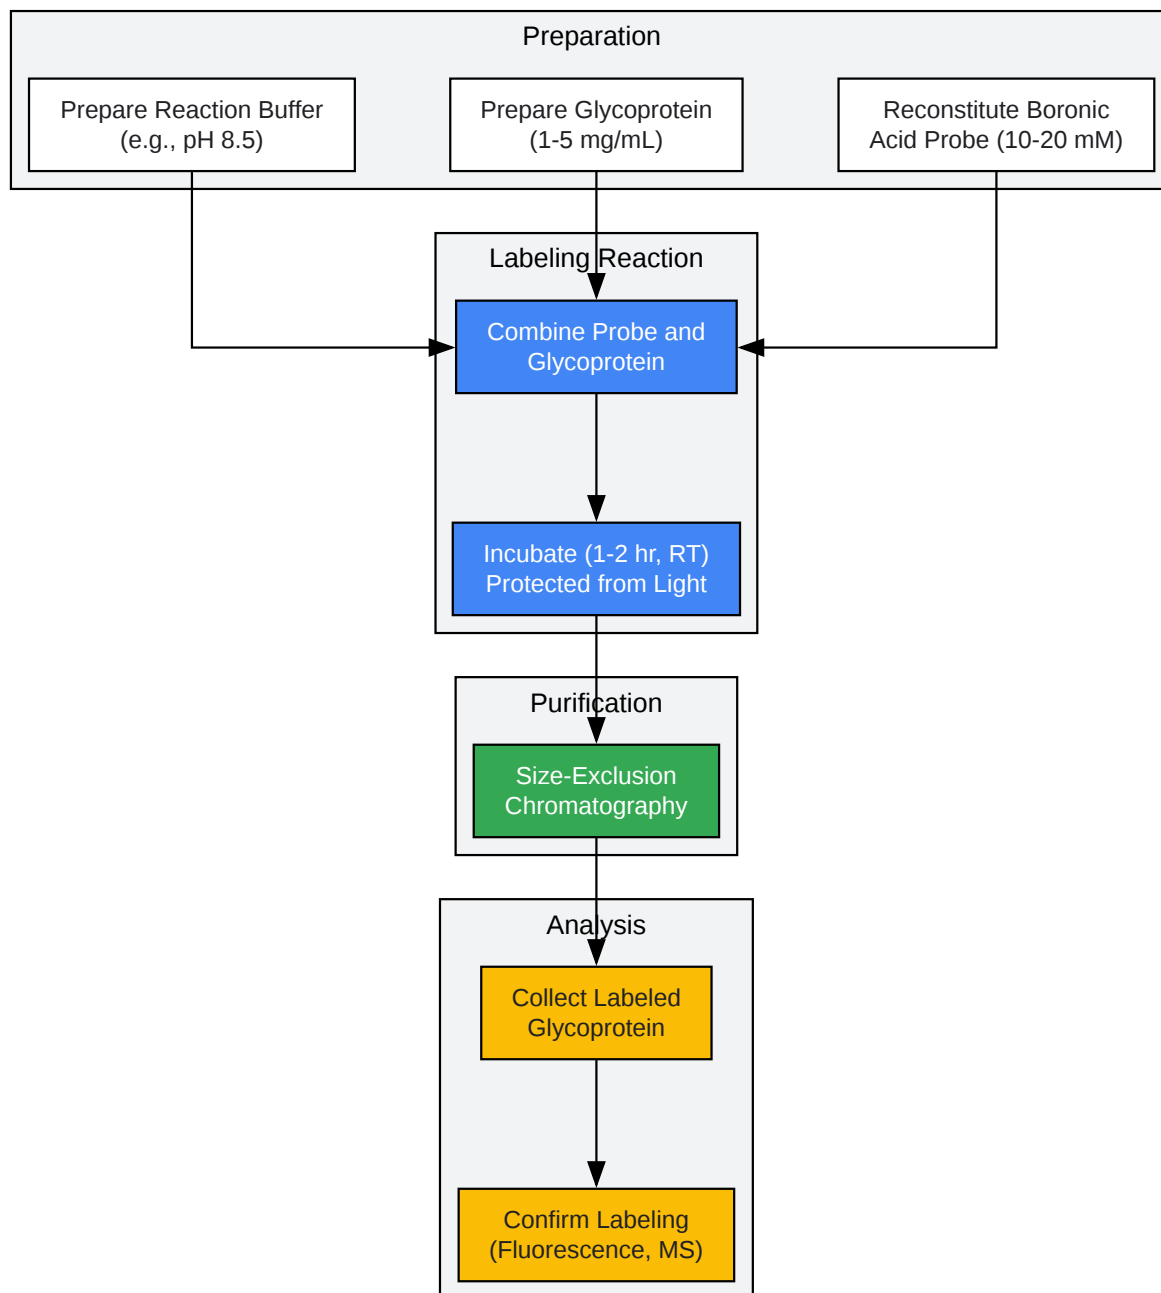 Preparation
Prepare Reaction Buffer
(e.g., pH 8.5)
Prepare Glycoprotein
(1-5 mg/mL)
Reconstitute Boronic
Acid Probe (10-20 mM)
Labeling Reaction
Combine Probe and
Glycoprotein
Incubate (1-2 hr, RT)
Protected from Light
Purification
Size-Exclusion
Chromatography
Analysis
Collect Labeled
Glycoprotein
Confirm Labeling
(Fluorescence, MS)